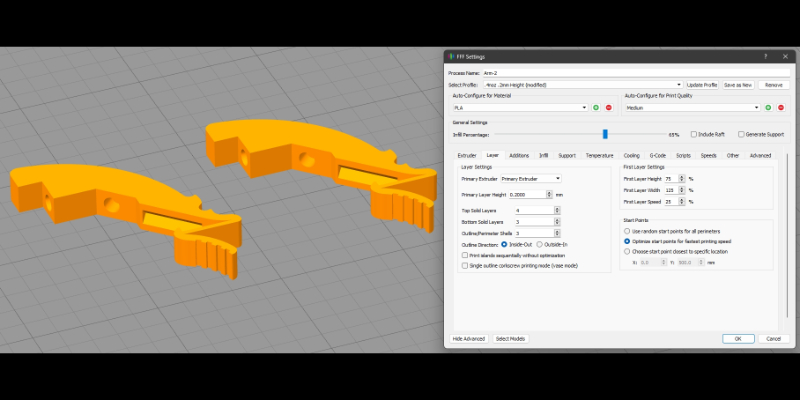 FFF Settings
Process Name: Arm-2
Select Profile: .2mm Height (modified) Update Profile Save as New Remove
Auto-Configure for Material Auto-Configure for Print Quality
PLA Medium
General Settings
Infill Percentage: 65% Include Raft Generate Support
Extruder Layer Additions Infill Support Temperature Cooling G-Code Scripts Speeds Other Advanced
Layer Settings First Layer Settings
Primary Extruder Primary Extruder First Layer Height 75 %
Primary Layer Height 0.2000 mm First Layer Width 115 %
First Layer Speed 25 %
Top Solid Layers 4
Bottom Solid Layers 3 Start Points
Outline/Perimeter Shells 3 Use random start points for all perimeters
Outline Direction: Inside-Out Outside-In Optimize start points for fastest printing speed
Print islands sequentially without optimization Choose start point closest to specific location
Single outline corkscrew printing mode (vase mode) X: 0.0 Y: 500.0 mm
Hide Advanced Select Models OK Cancel